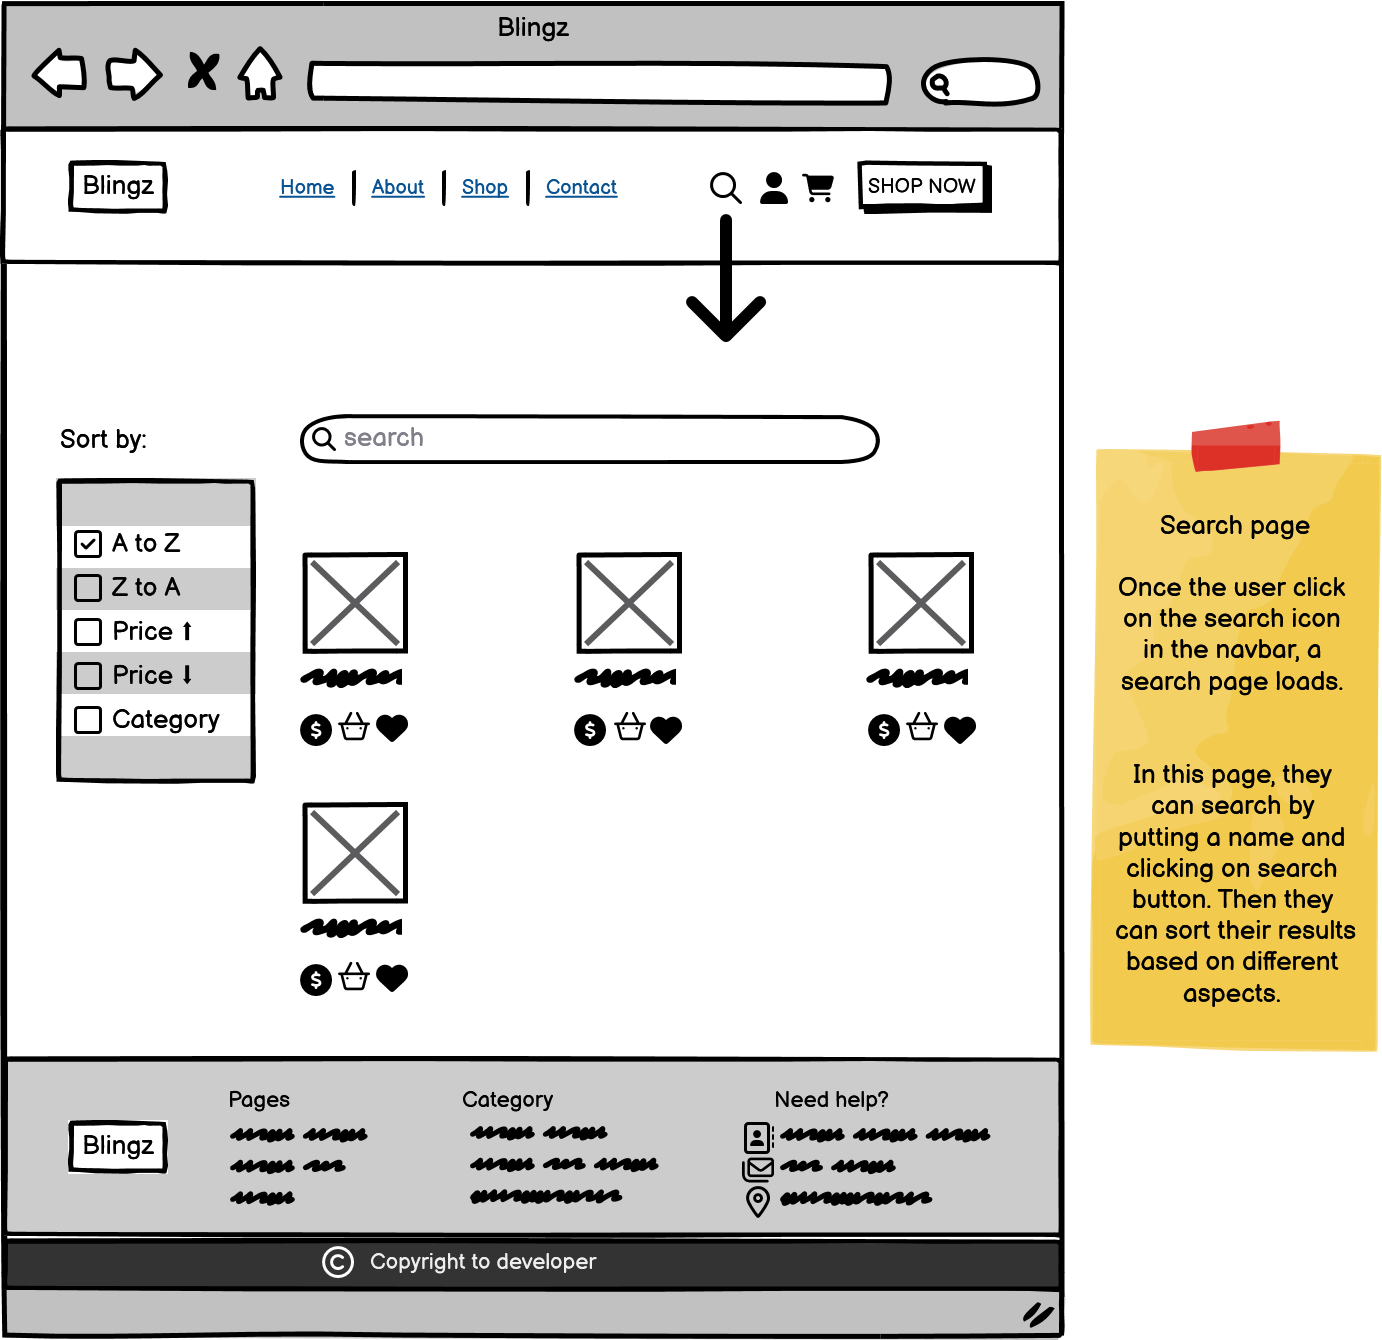 Blingz
Blingz
Home
About
Shop
Contact
SHOP NOW
Sort by:
search
A to Z
Z to A
Price
Price
Category
Search page
Once the user click
on the search icon
in the navbar, a
search page loads.
In this page, they
can search by
putting a name and
clicking on search
button. Then they
can sort their results
based on different
aspects.
Blingz
Pages
Category
Need help?
© Copyright to developer